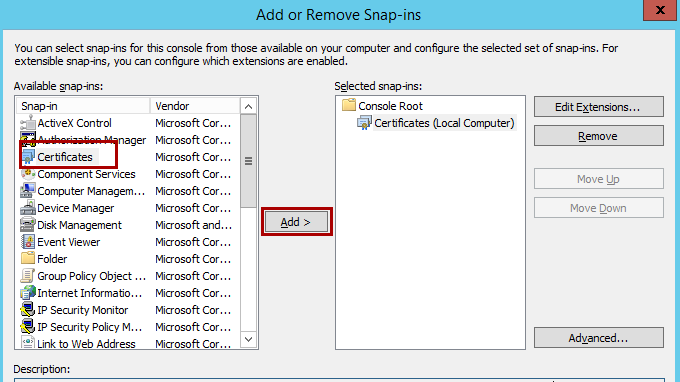 Add or Remove Snap-ins
X
You can select snap-ins for this console from those available on your computer and configure the selected set of snap-ins. For
extensible snap-ins, you can configure which extensions are enabled.
Available snap-ins:
Snap-in Vendor
ActiveX Control Microsoft Cor...
Authorization Manager Microsoft Cor...
Certificates Microsoft Cor...
Component Services Microsoft Cor...
Computer Managem... Microsoft Cor...
Device Manager Microsoft Cor...
Disk Management Microsoft and...
Event Viewer Microsoft Cor...
Folder Microsoft Cor...
Group Policy Object ... Microsoft Cor...
Internet Informatio... Microsoft Cor...
IP Security Monitor Microsoft Cor...
IP Security Policy M... Microsoft Cor...
Link to Web Address Microsoft Cor...
Add >
Selected snap-ins:
Console Root
Certificates (Local Computer)
Edit Extensions...
Remove
Move Up
Move Down
Advanced...
Description: